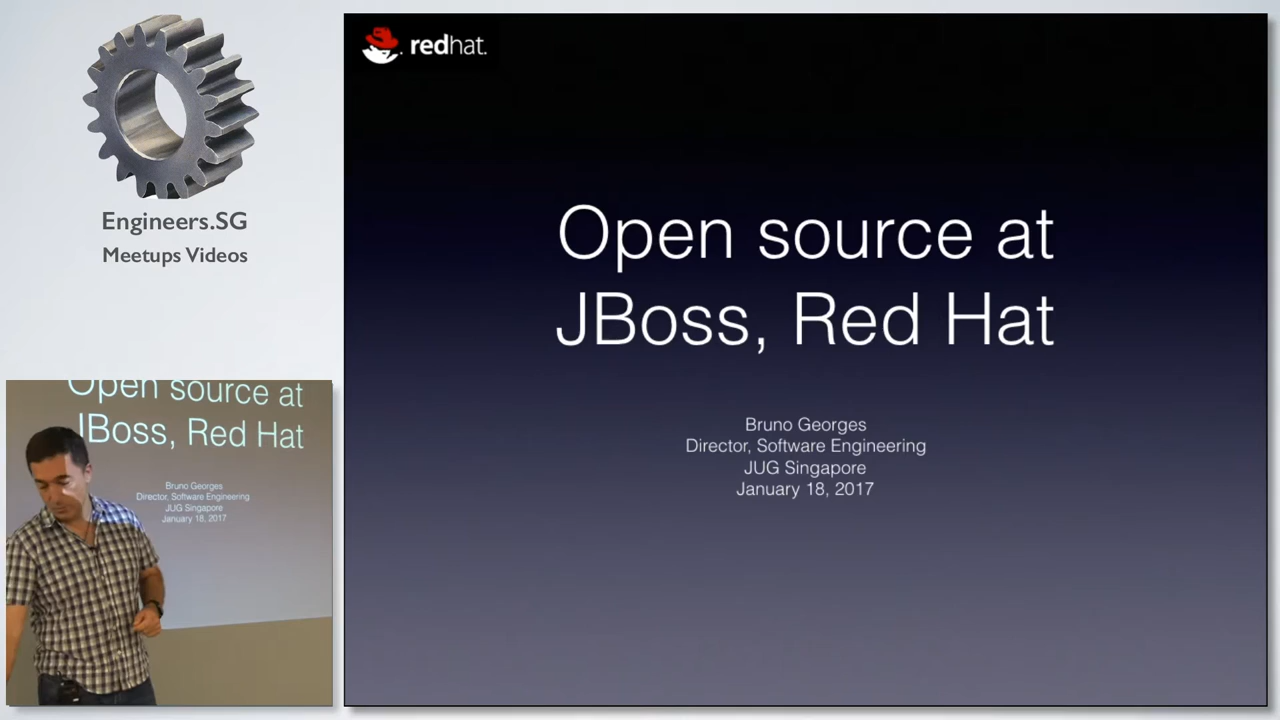 Engineers.SG
Meetups Videos
redhat.
Open source at
JBoss, Red Hat
Bruno Georges
Director, Software Engineering
JUG Singapore
January 18, 2017
Open source at
JBoss, Red Hat
Bruno Georges
Director, Software Engineering
JUG Singapore
January 18, 2017